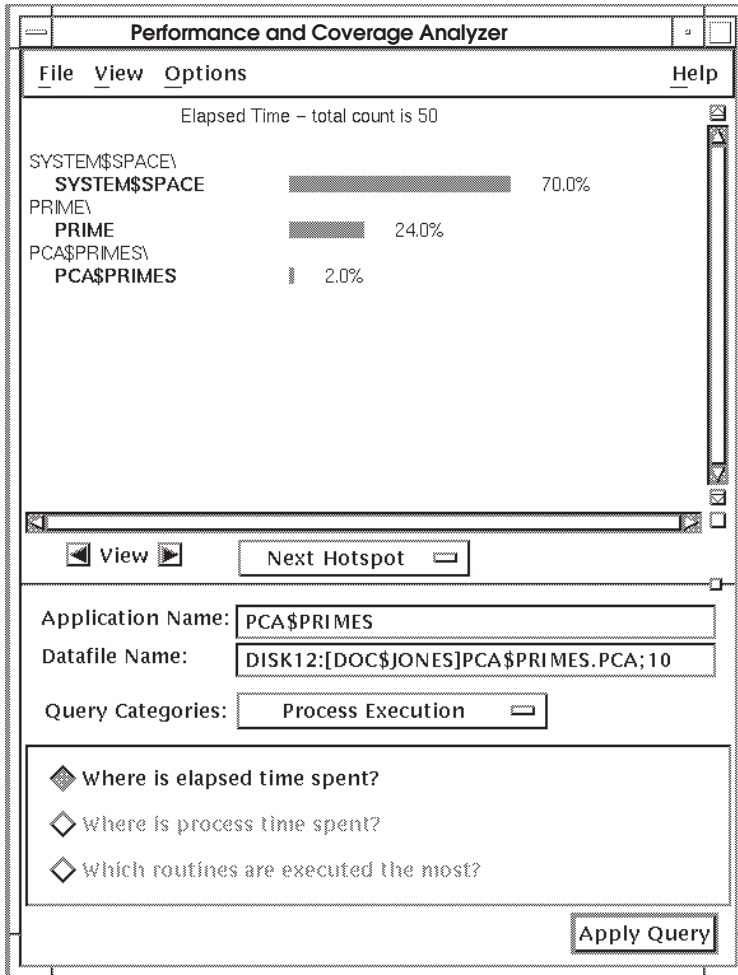 Performance and Coverage Analyzer
File View Options Help
Elapsed Time – total count is 50
SYSTEM$SPACE\
SYSTEM$SPACE 70.0%
PRIME\
PRIME 24.0%
PCA$PRIMES\
PCA$PRIMES 2.0%
View Next Hotspot
Application Name: PCA$PRIMES
Datafile Name: DISK12:[DOC$JONES]PCA$PRIMES.PCA;10
Query Categories: Process Execution
Where is elapsed time spent?
Where is process time spent?
Which routines are executed the most?
Apply Query